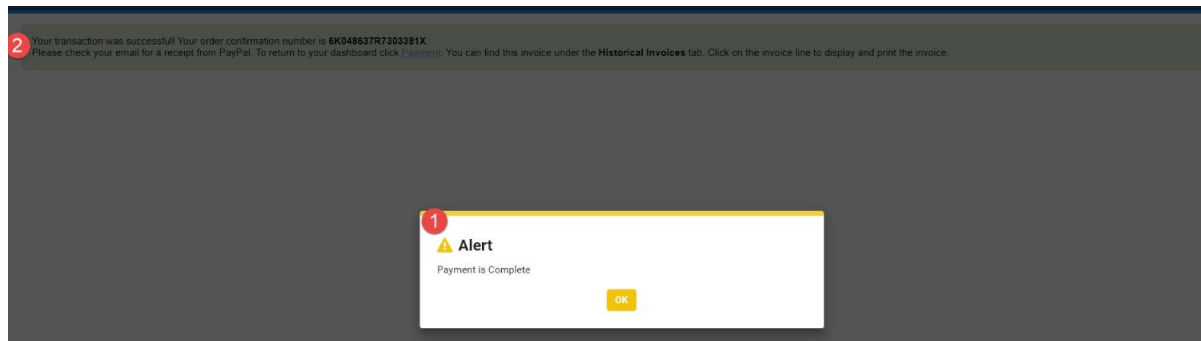 2
Your transaction was successful! Your order confirmation number is 6K048637R7303381X.
Please check your email for a receipt from PayPal. To return to your dashboard click Payment. You can find this invoice under the Historical Invoices tab. Click on the invoice line to display and print the invoice.
1
Alert
Payment is Complete
OK